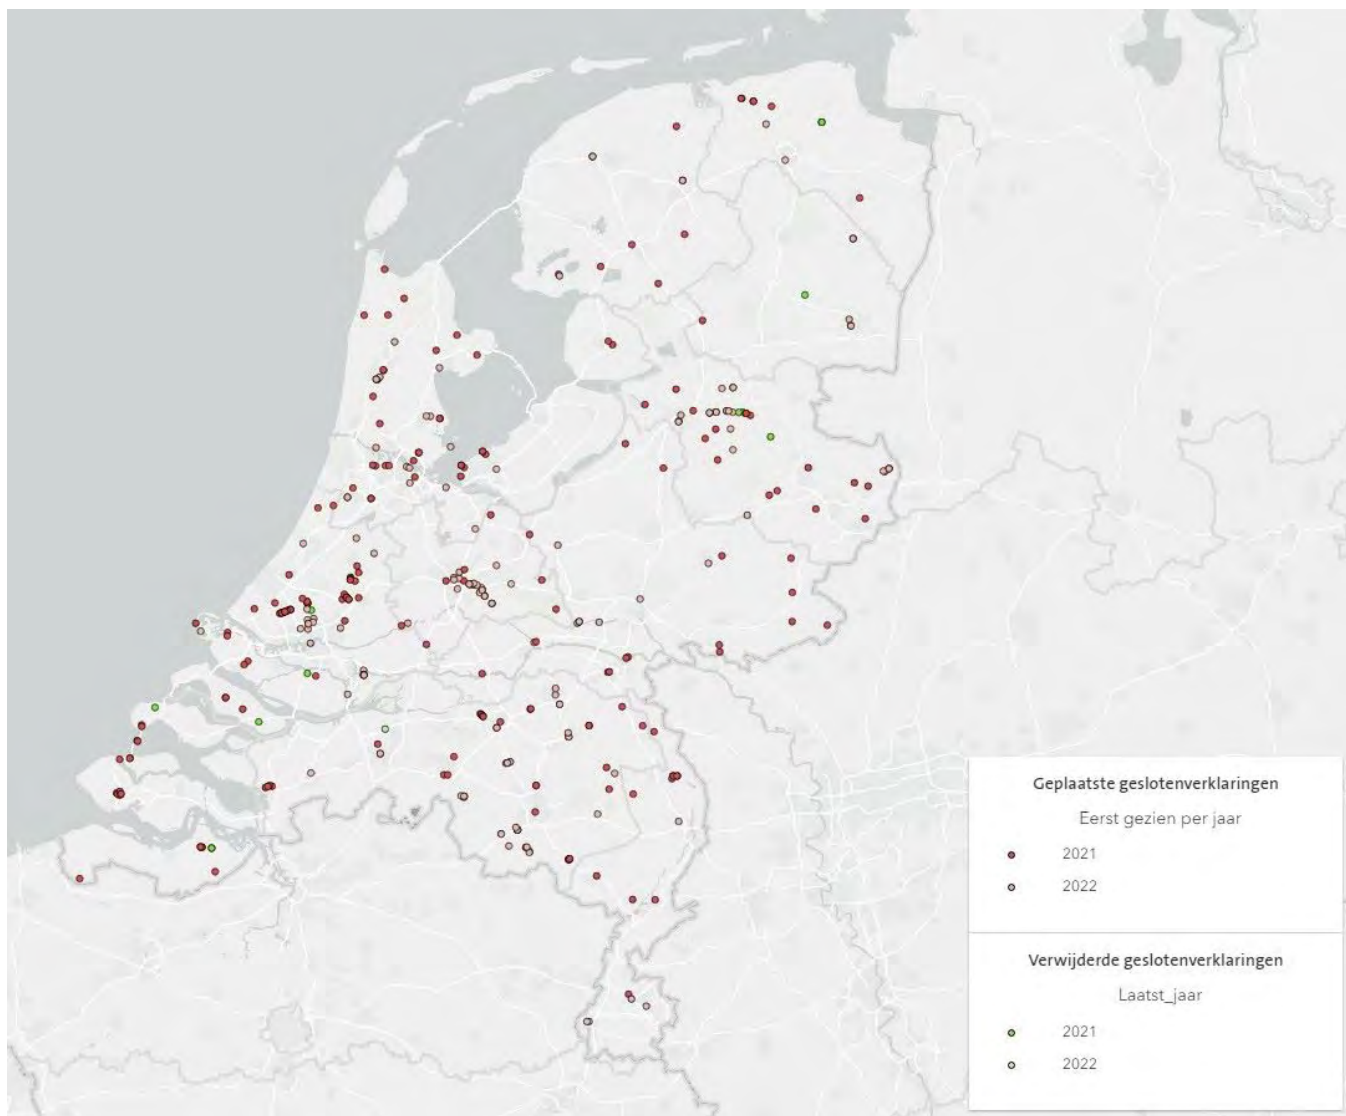 Geplaatste geslotenverklaringen
Eerst gezien per jaar
2021
2022
Verwijderde geslotenverklaringen
Laatst_jaar
2021
2022